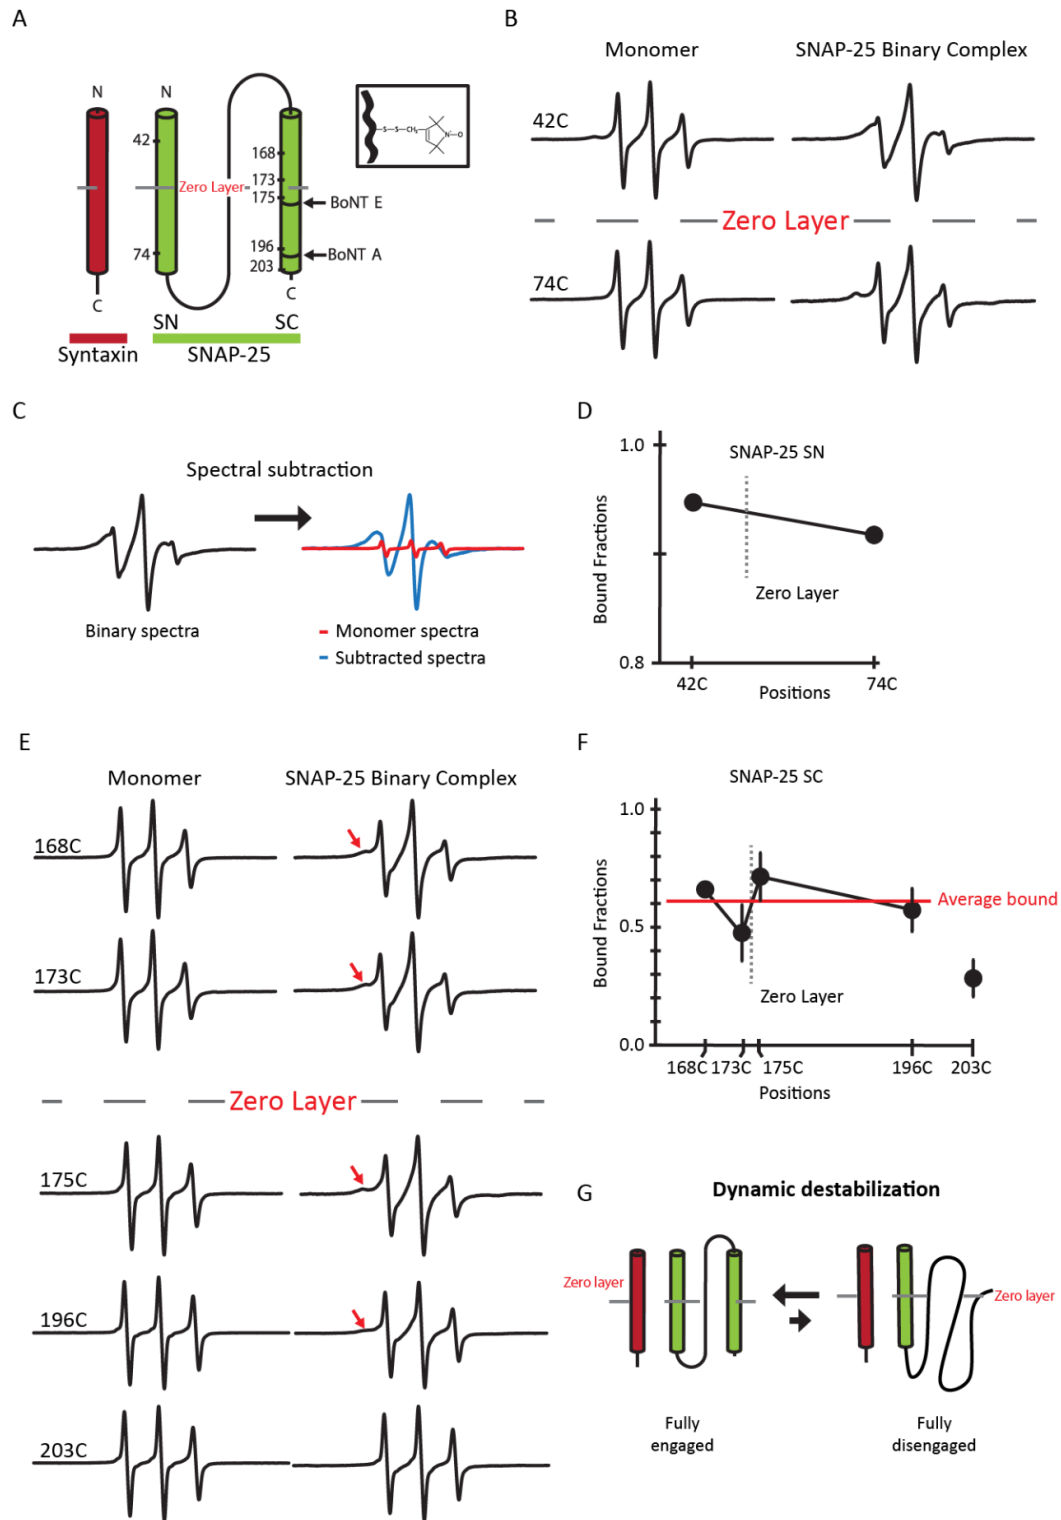 A
N
N
42
74
C
168
173
175
196
203
C
Zero Layer
BoNT E
BoNT A
S
S
CH₂
N
O
SN
SC
Syntaxin
SNAP-25
B
Monomer
SNAP-25 Binary Complex
42C
Zero Layer
74C
C
Spectral subtraction
Binary spectra
Monomer spectra
Subtracted spectra
D
1.0
SNAP-25 SN
Bound Fractions
Zero Layer
0.8
42C
74C
Positions
E
Monomer
SNAP-25 Binary Complex
168C
173C
Zero Layer
175C
196C
203C
F
SNAP-25 SC
1.0
Average bound
0.5
Bound Fractions
Zero Layer
0.0
168C 173C 175C 196C 203C
Positions
G
Dynamic destabilization
Zero layer
Zero layer
Fully
engaged
Fully
disengaged